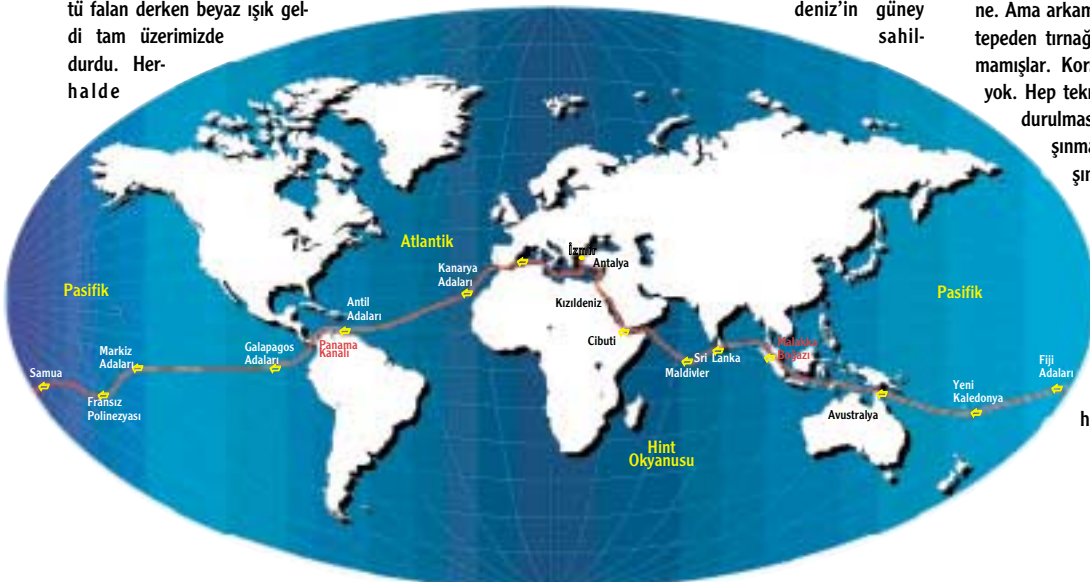 tü falan derken beyaz ışık gel-
di tam üzerimizde
durdu. Her-
halde
deniz'in güney
sahil-
ne. Ama arkam
tepeden tırnağ
mamışlar. Kor
yok. Hep tekn
durulmas
şınma
şır
h
Atlantik
İzmir
Antalya
Kanarya
Adaları
Pasifik
Kızıldeniz
Pasifik
Antil
Adaları
Cibuti
Panama
Kanalı
Galapagos
Adaları
Markiz
Adaları
Samua
Fransız
Polinezyası
Sri Lanka
Maldivler
Malakka
Boğazı
Fiji
Adaları
Yeni
Kaledonya
Avustralya
Hint
Okyanusu